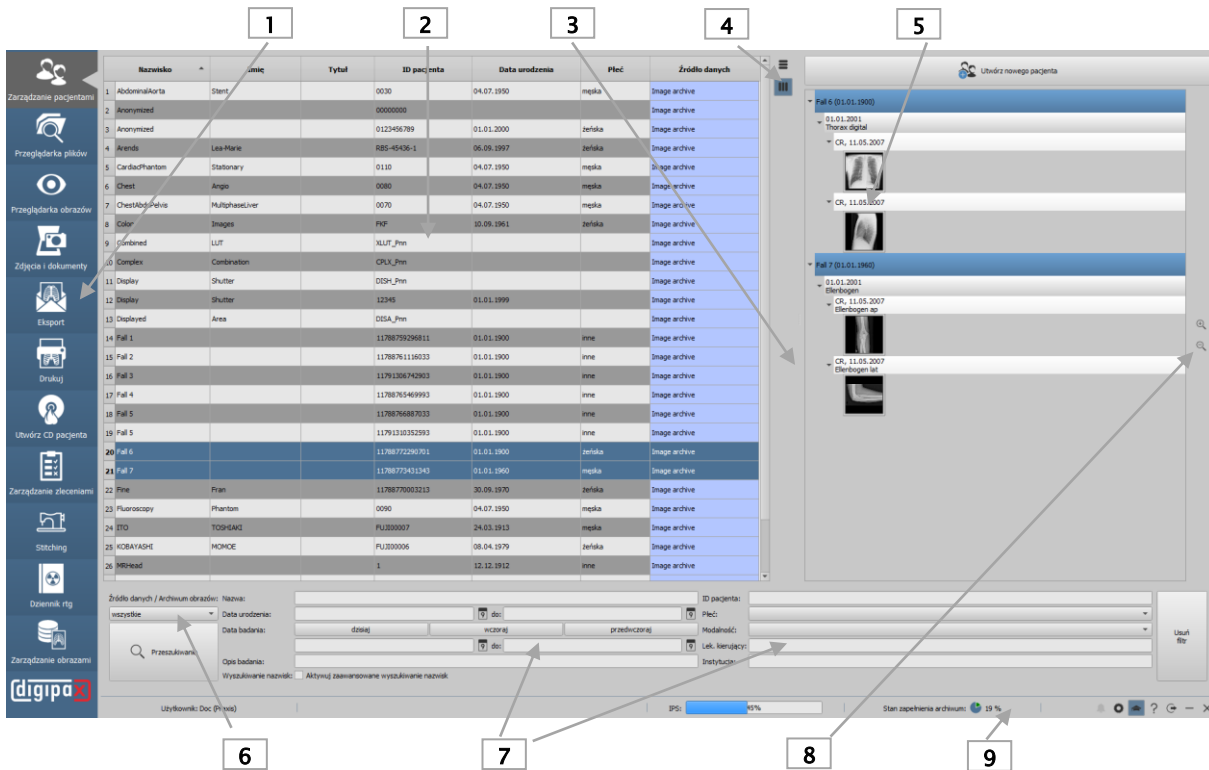 1 2 3 4 5
Zarządzanie pacjentami
Przeglądarka plików
Przeglądarka obrazów
Zdjęcia i dokumenty
Eksport
Drukuj
Utwórz CD pacjenta
Zarządzanie zleceniami
Stitching
Dziennik rtg
Zarządzanie obrazami
digipax
Nazwisko Tytuł ID pacjenta Data urodzenia Płeć Źródło danych
1 AbdominalAorta Stent 0030 04.07.1950 męska Image archive
2 Anonymized 00000000 Image archive
3 Anonymized 0123456789 01.01.2000 żeńska Image archive
4 Arends Lea-Marie RBS-45436-1 06.09.1997 żeńska Image archive
5 CardiacPhantom Stationary 0110 04.07.1950 męska Image archive
6 Chest Angio 0080 04.07.1950 męska Image archive
7 MultiphaseLiver 0070 04.07.1950 męska Image archive
8 Images FKF 10.09.1961 żeńska Image archive
9 Combined LUT XLUT_Pnn Image archive
10 Complex Combination CPLX_Pnn Image archive
11 Display Shutter DISH_Pnn Image archive
12 Display Shutter 12345 01.01.1999 Image archive
13 Displayed Area DISA_Pnn Image archive
14 Fall 1 11788759296811 01.01.1900 inne Image archive
15 Fall 2 11788761116033 01.01.1900 inne Image archive
16 Fall 3 11791306742903 01.01.1900 inne Image archive
17 Fall 4 11788765469993 01.01.1900 inne Image archive
18 Fall 5 11788766887033 01.01.1900 inne Image archive
19 Fall 5 11791310352593 01.01.1900 inne Image archive
20 Fall 6 11788772290701 01.01.1900 żeńska Image archive
21 Fall 7 11788773431343 01.01.1960 męska Image archive
22 Fine Fran 11788770003213 30.09.1970 żeńska Image archive
23 Fluoroscopy Phantom 0090 04.07.1950 męska Image archive
24 ITO TOSHIAKI FUJI00007 24.03.1913 męska Image archive
25 KOBAYASHI MOMOE FUJI00006 08.04.1979 żeńska Image archive
26 MRHead 1 12.12.1912 inne Image archive
Utwórz nowego pacjenta
Fall 6 (01.01.1900)
01.01.2001
Thorax digital
CR, 11.05.2007
CR, 11.05.2007
Fall 7 (01.01.1960)
01.01.2001
Ellenbogen
CR, 11.05.2007
Ellenbogen ap
CR, 11.05.2007
Ellenbogen lat
Źródło danych / Archiwum obrazów: Nazwa: ID pacjenta:
wszystkie Data urodzenia: 9 do: 9 Płeć:
Data badania: dzisiaj wczoraj przedwczoraj Modalność:
Przeszukiwanie 9 do: 9 Lek. kierujący:
Opis badania: Instytucja:
Wyszukiwanie nazwisk: Aktywuj zaawansowane wyszukiwanie nazwisk
Usuń
filtr
Użytkownik: Doc (Praxis) IPS: 45% Stan zapełnienia archiwum: 19 % ?
6 7 8 9